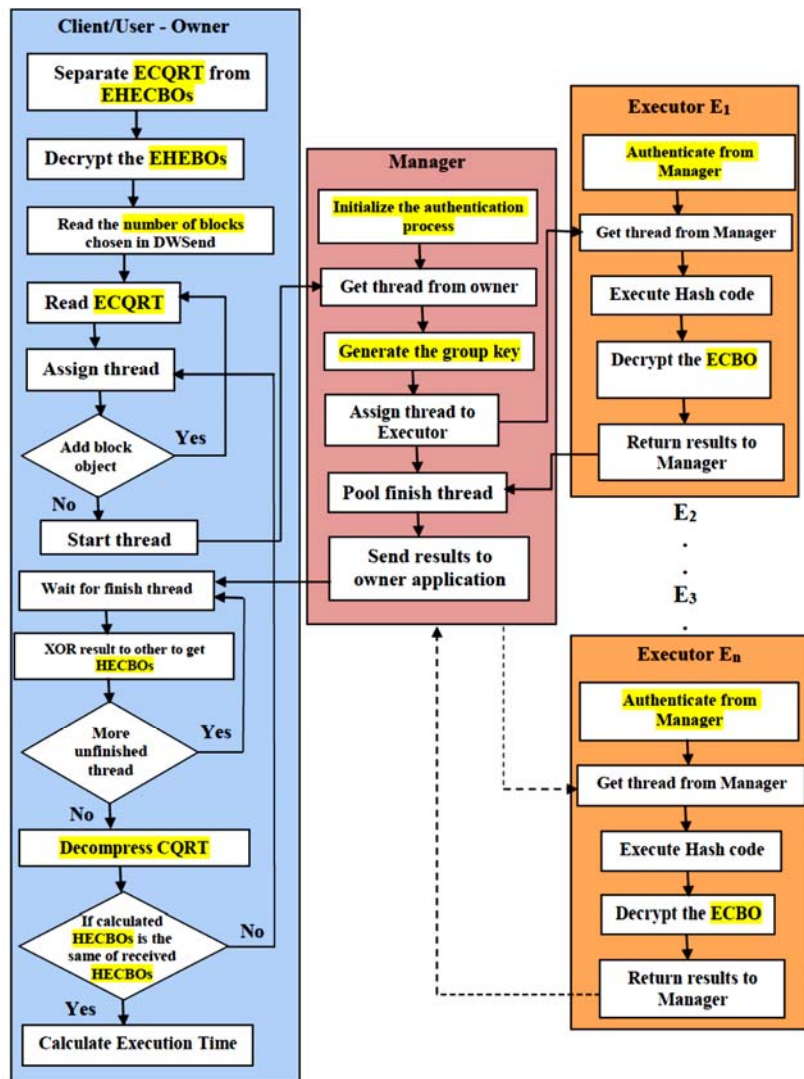 Client/User - Owner
Separate ECQRT from
EHECBOs
Decrypt the EHEBOs
Read the number of blocks
chosen in DWSend
Read ECQRT
Assign thread
Add block
object
Yes
No
Start thread
Wait for finish thread
XOR result to other to get
HECBOs
More
unfinished
thread
Yes
No
Decompress CQRT
If calculated
HECBOs is the
same of received
HECBOs
No
Yes
Calculate Execution Time
Manager
Initialize the authentication
process
Get thread from owner
Generate the group key
Assign thread to
Executor
Pool finish thread
Send results to
owner application
Executor E1
Authenticate from
Manager
Get thread from Manager
Execute Hash code
Decrypt the ECBO
Return results to
Manager
E2
.
.
E3
.
Executor En
Authenticate from
Manager
Get thread from Manager
Execute Hash code
Decrypt the ECBO
Return results to
Manager